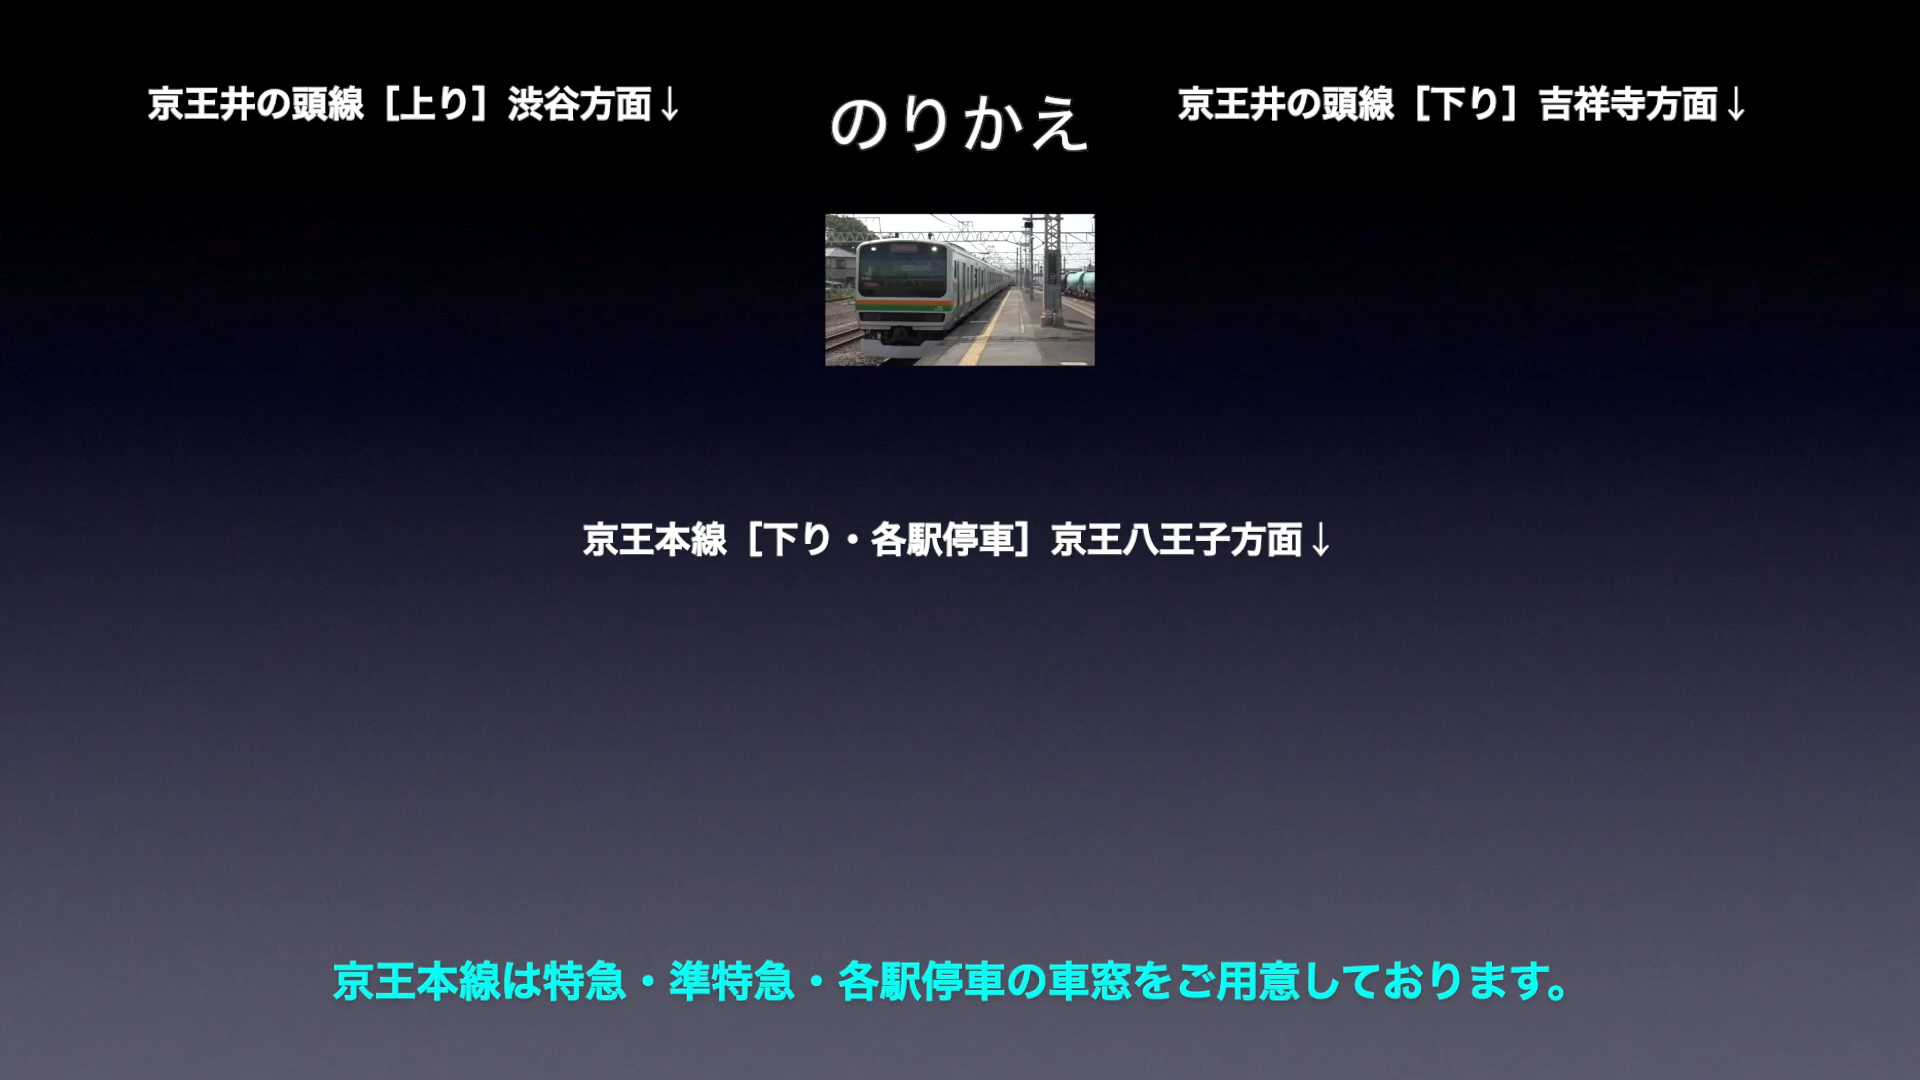 京王井の頭線［上り］渋谷方面↓
のりかえ
京王井の頭線［下り］吉祥寺方面↓
京王本線［下り・各駅停車］京王八王子方面↓
京王本線は特急・準特急・各駅停車の車窓をご用意しております。